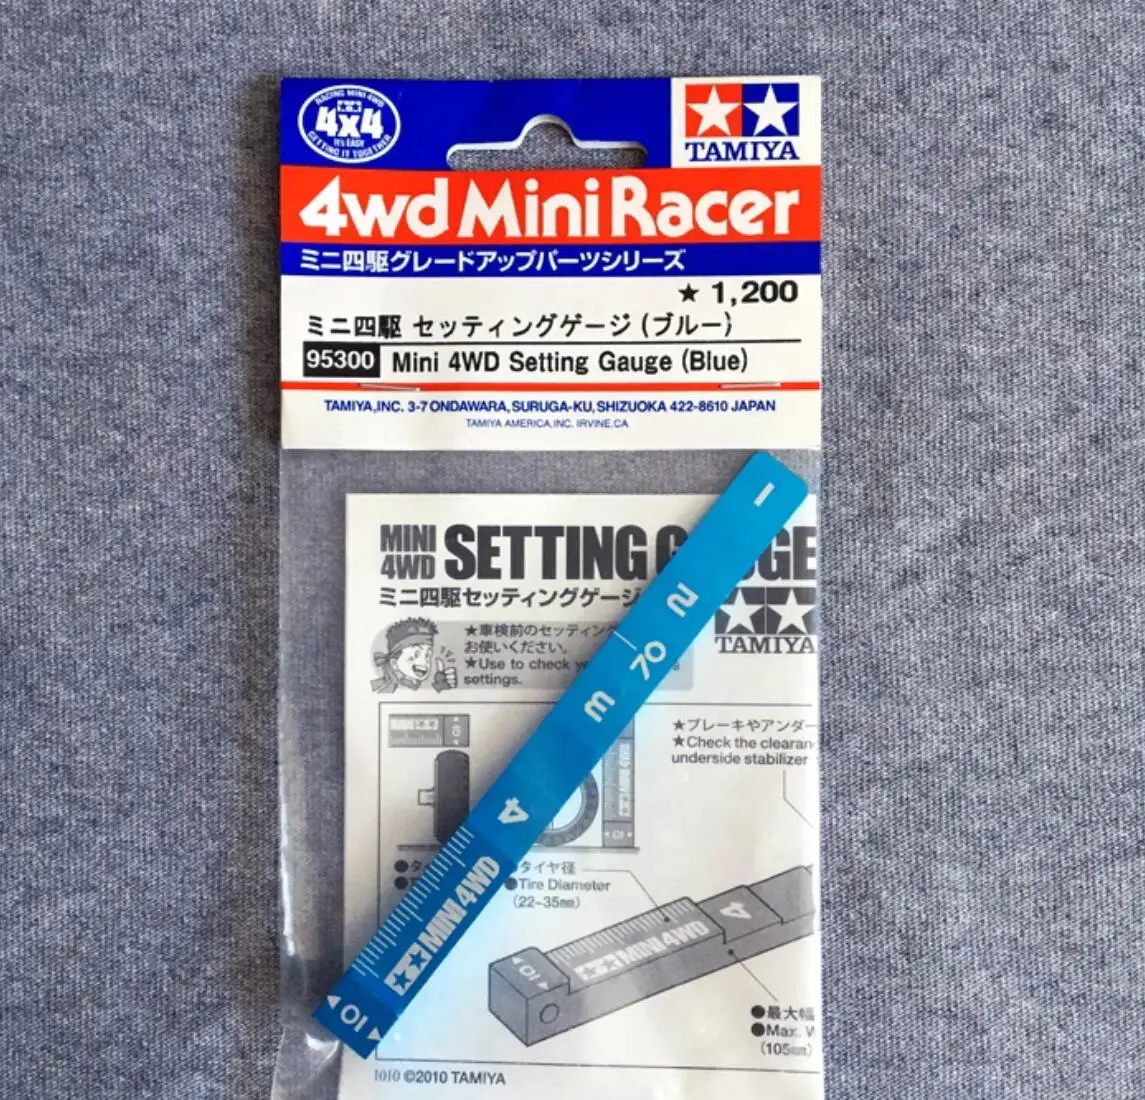 RACING MINI 4WD
4x4
IT'S EASY
GETTING IT TOGETHER
TAMIYA
4wd Mini Racer
ミニ四駆グレードアップパーツシリーズ
★ 1,200
ミニ四駆 セッティングゲージ (ブルー)
95300 Mini 4WD Setting Gauge (Blue)
TAMIYA,INC. 3-7 ONDAWARA, SURUGA-KU, SHIZUOKA 422-8610 JAPAN
TAMIYA AMERICA, INC. IRVINE, CA
MINI 4WD SETTING
ミニ四駆セッティングゲージ
TAMIYA
★車検前のセッティング
お使いください。
★Use to check
settings.
1
2
70
3
4
MINI 4WD
10
★ブレーキやアンダー
★Check the
underside stabilizer
タイヤ径
●Tire Diameter
(22~35mm)
4
MINI 4WD
10
●最大幅
●Max.
(105mm)
1010 ©2010 TAMIYA